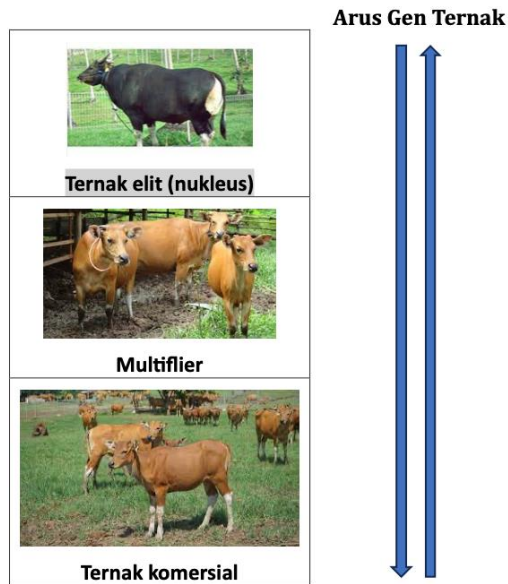 Arus Gen Ternak
Ternak elit (nukleus)
Multiflier
Ternak komersial